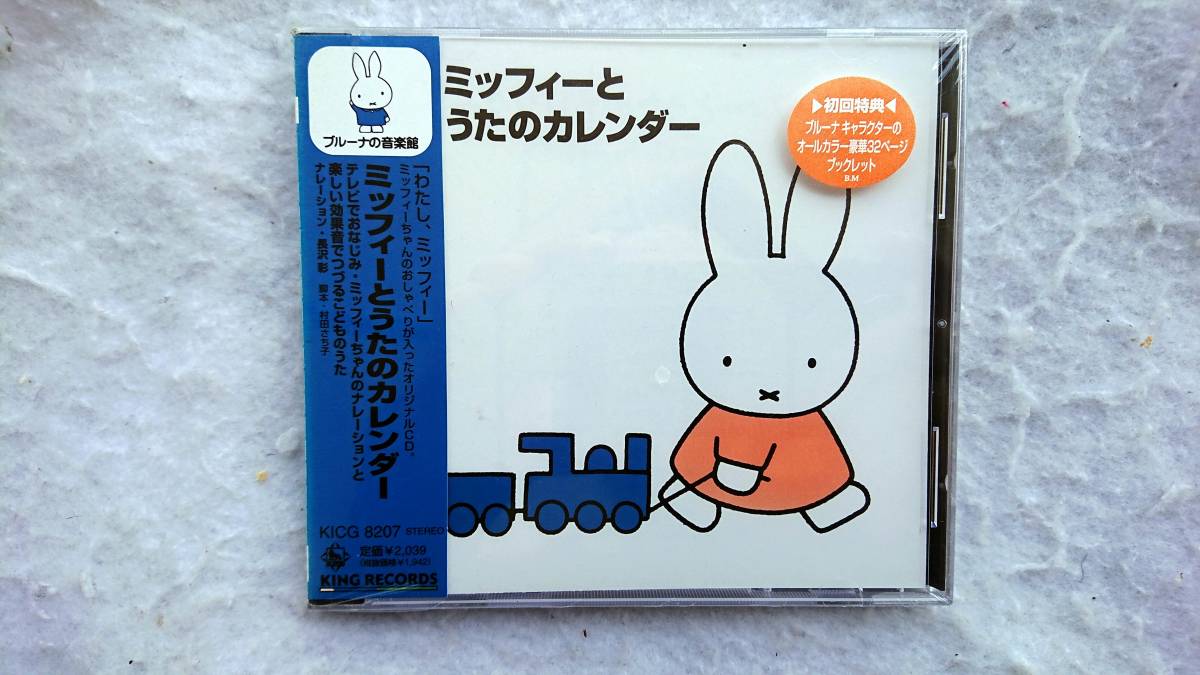 ブルーナの音楽館
「わたし、ミッフィー」
ミッフィーちゃんのおしゃべりが入ったオリジナルCD。
ミッフィーとうたのカレンダー
テレビでおなじみ・ミッフィーちゃんのナレーションと
楽しい効果音でつづるこどものうた
ナレーション・長沢 彩 脚本・村田さち子
KICG 8207 STEREO
定価¥2,039
(税抜価格¥1,942)
KING RECORDS
ミッフィーと
うたのカレンダー
▶初回特典◀
ブルーナ キャラクターの
オールカラー豪華32ページ
ブックレット
B.M